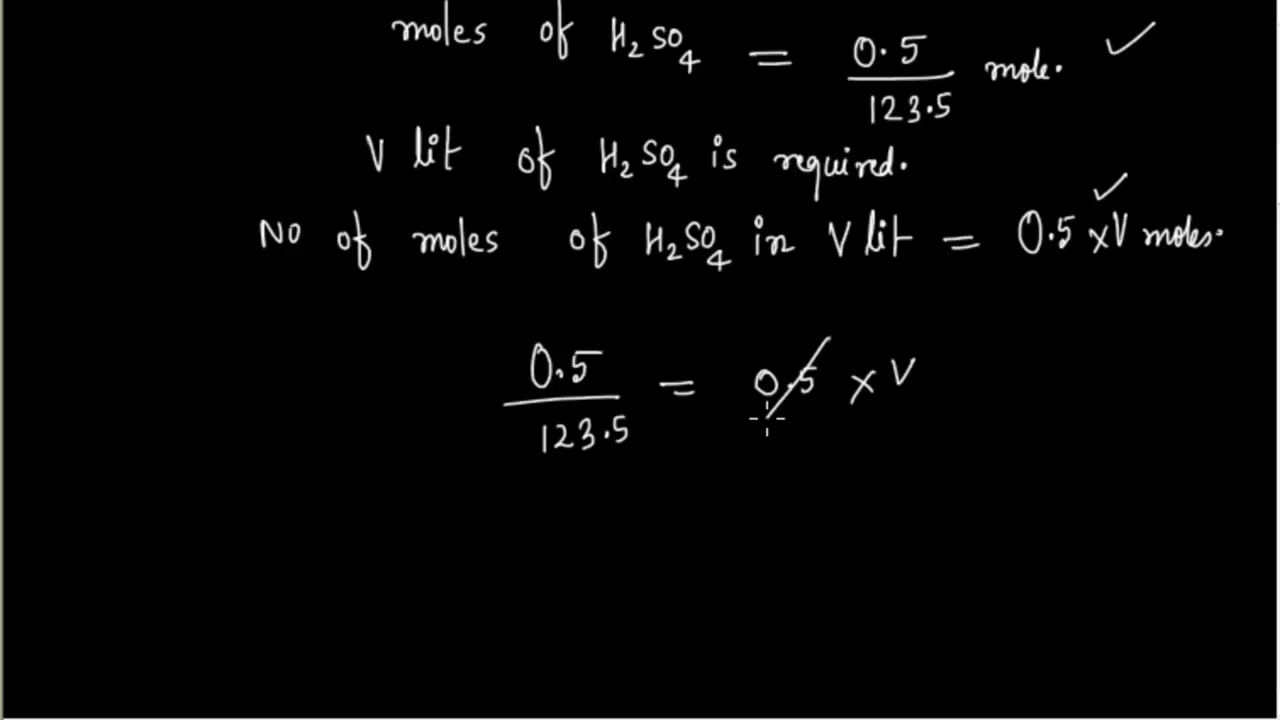 moles of H₂SO₄ = 0.5/123.5 mole. ✓
V lit of H₂SO₄ is required.
No of moles of H₂SO₄ in V lit = 0.5 × V moles. ✓
0.5/123.5 = 0.5 × V